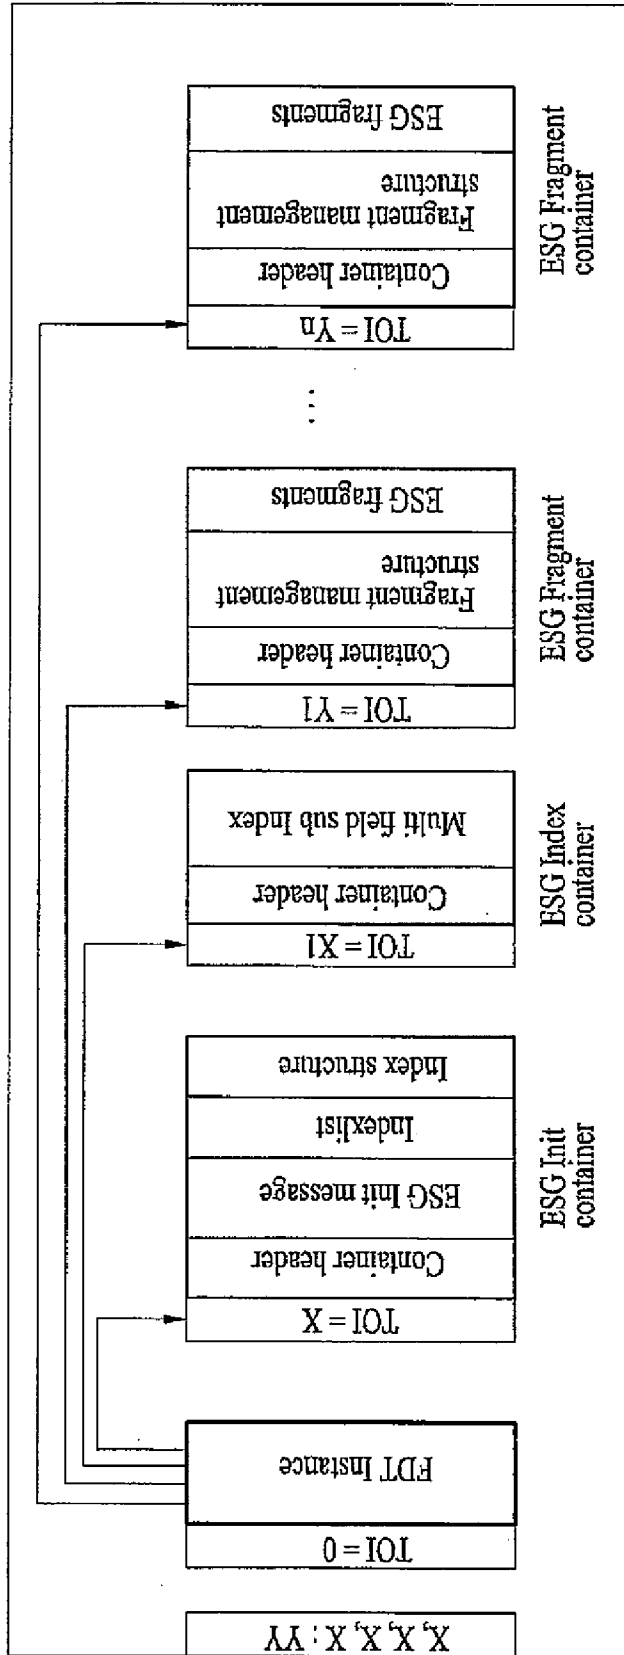 X, X, X, X : YY
TOI = 0
FDT Instance
TOI = X
Container header
ESG Init message
Indexlist
Index structure
ESG Init
container
TOI = X1
Container header
Multi field sub Index
ESG Index
container
TOI = Y1
Container header
Fragment management
structure
ESG fragments
ESG Fragment
container
...
TOI = Yn
Container header
Fragment management
structure
ESG fragments
ESG Fragment
container